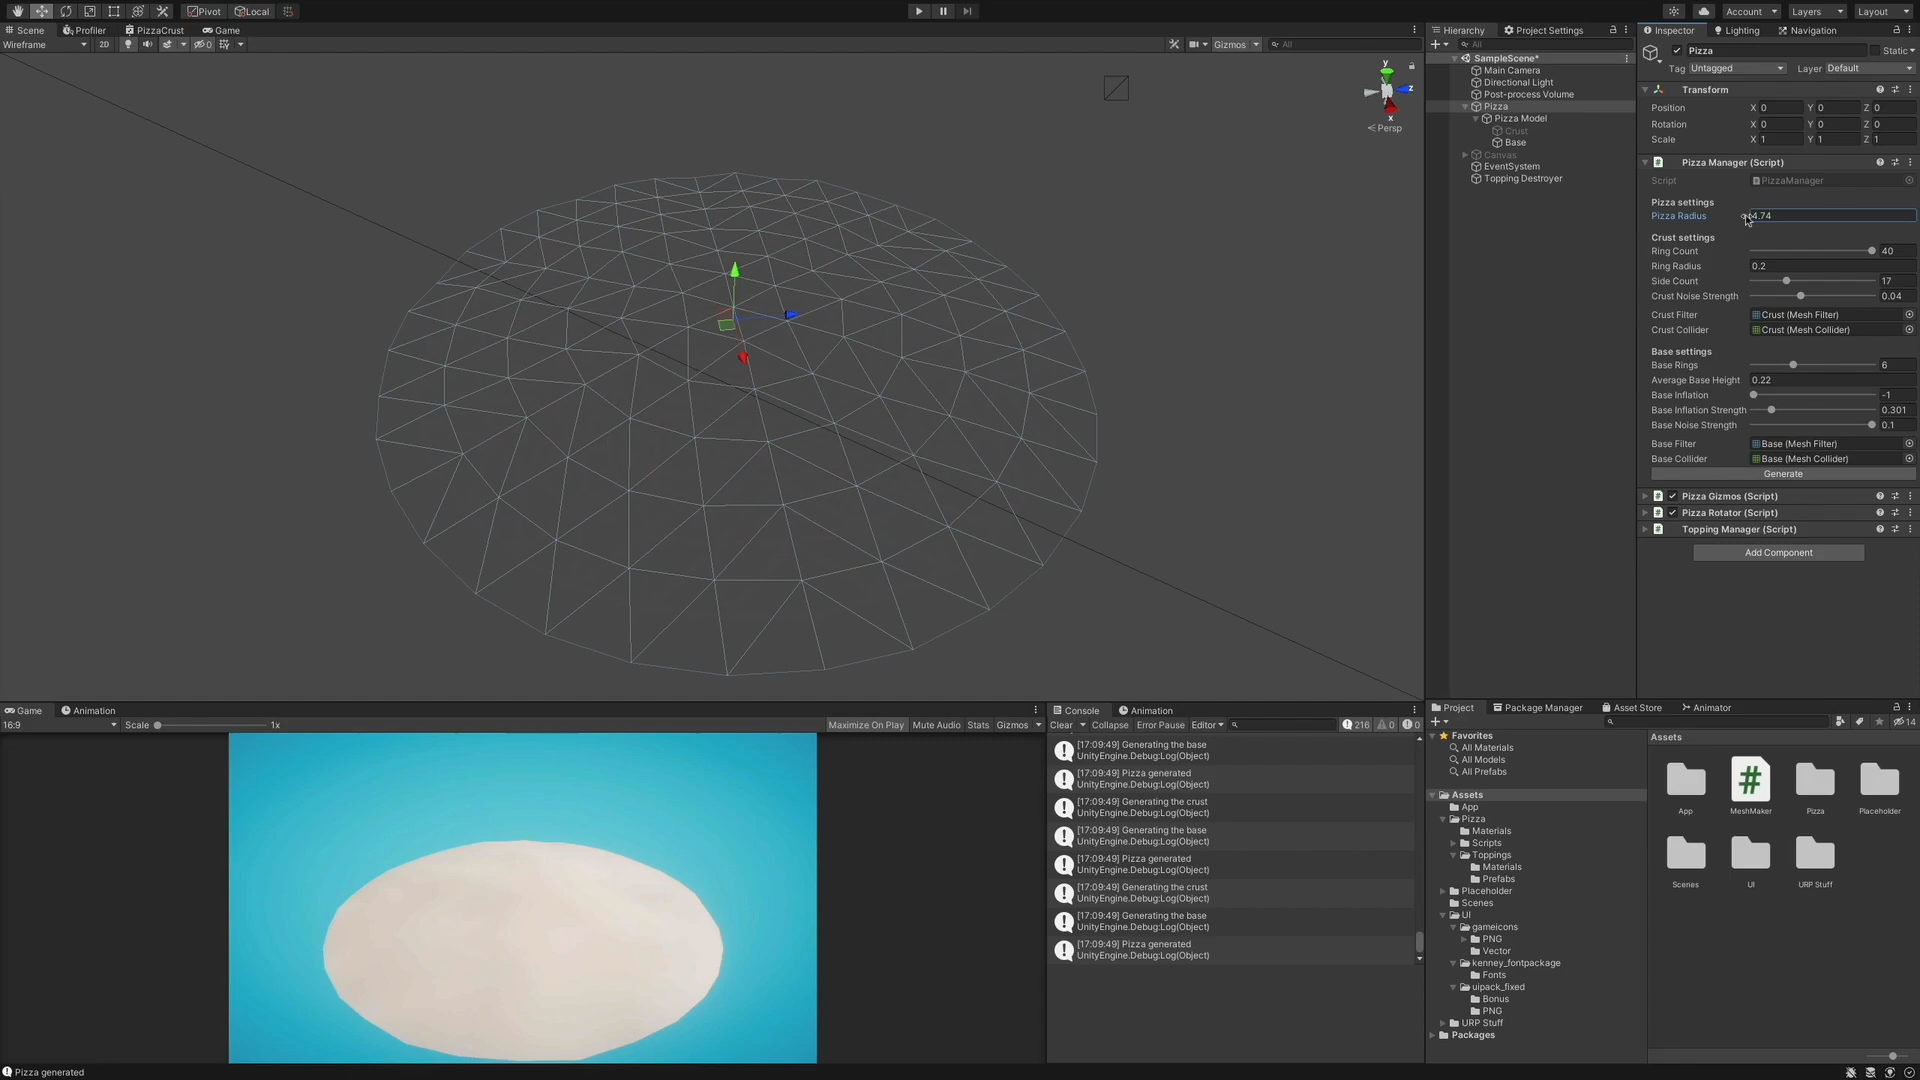 Pivot Local Account Layers Layout
Scene Profiler PizzaCrust Game
Wireframe 2D 0 Gizmos All
y
z
x
Persp
Hierarchy Project Settings
All
SampleScene*
Main Camera
Directional Light
Post-process Volume
Pizza
Pizza Model
Crust
Base
Canvas
EventSystem
Topping Destroyer
Inspector Lighting Navigation
Pizza Static
Tag Untagged Layer Default
Transform
Position X 0 Y 0 Z 0
Rotation X 0 Y 0 Z 0
Scale X 1 Y 1 Z 1
Pizza Manager (Script)
Script PizzaManager
Pizza settings
Pizza Radius 4.74
Crust settings
Ring Count 40
Ring Radius 0.2
Side Count 17
Crust Noise Strength 0.04
Crust Filter Crust (Mesh Filter)
Crust Collider Crust (Mesh Collider)
Base settings
Base Rings 6
Average Base Height 0.22
Base Inflation -1
Base Inflation Strength 0.301
Base Noise Strength 0.1
Base Filter Base (Mesh Filter)
Base Collider Base (Mesh Collider)
Generate
Pizza Gizmos (Script)
Pizza Rotator (Script)
Topping Manager (Script)
Add Component
Game Animation
16:9 Scale 1x Maximize On Play Mute Audio Stats Gizmos
Console Animation
Clear Collapse Error Pause Editor 216 0 0
[17:09:49] Generating the base
UnityEngine.Debug:Log(Object)
[17:09:49] Pizza generated
UnityEngine.Debug:Log(Object)
[17:09:49] Generating the crust
UnityEngine.Debug:Log(Object)
[17:09:49] Generating the base
UnityEngine.Debug:Log(Object)
[17:09:49] Pizza generated
UnityEngine.Debug:Log(Object)
[17:09:49] Generating the crust
UnityEngine.Debug:Log(Object)
[17:09:49] Generating the base
UnityEngine.Debug:Log(Object)
[17:09:49] Pizza generated
UnityEngine.Debug:Log(Object)
Project Package Manager Asset Store Animator
14
Favorites
All Materials
All Models
All Prefabs
Assets
App
Pizza
Materials
Scripts
Toppings
Materials
Prefabs
Placeholder
Scenes
UI
gameicons
PNG
Vector
kenney_fontpackage
Fonts
uipack_fixed
Bonus
PNG
URP Stuff
Packages
Assets
App MeshMaker Pizza Placeholder
Scenes UI URP Stuff
Pizza generated